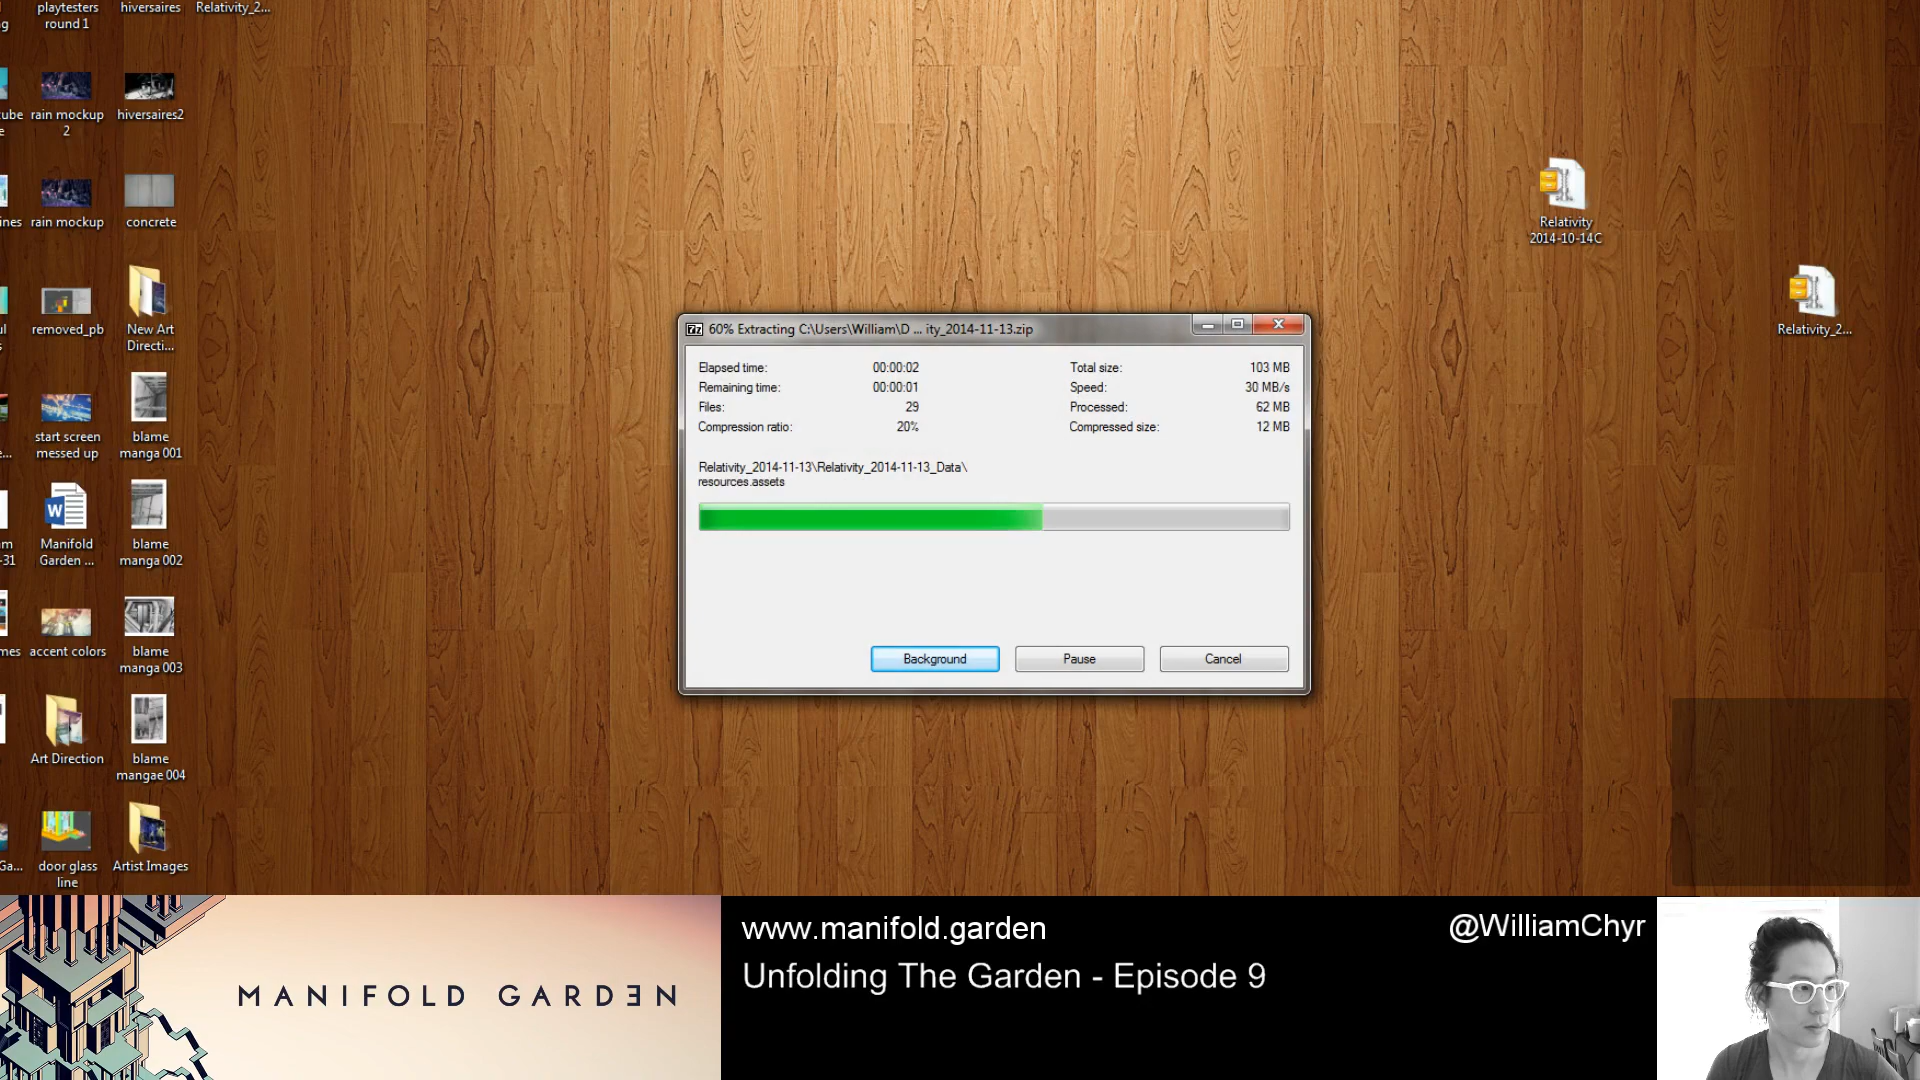 playtesters
round 1
hiversaires
Relativity_2...
rain mockup
2
hiversaires2
rain mockup
concrete
Relativity
2014-10-14C
removed_pb
New Art
Directi...
Relativity_2...
start screen
messed up
blame
manga 001
Manifold
Garden ...
blame
manga 002
accent colors
blame
manga 003
Art Direction
blame
mangae 004
door glass
line
Artist Images
60% Extracting C:\Users\William\D ... ity_2014-11-13.zip
Elapsed time: 00:00:02 Total size: 103 MB
Remaining time: 00:00:01 Speed: 30 MB/s
Files: 29 Processed: 62 MB
Compression ratio: 20% Compressed size: 12 MB
Relativity_2014-11-13\Relativity_2014-11-13_Data\
resources.assets
Background Pause Cancel
MANIFOLD GARDƎN
www.manifold.garden
@WilliamChyr
Unfolding The Garden - Episode 9